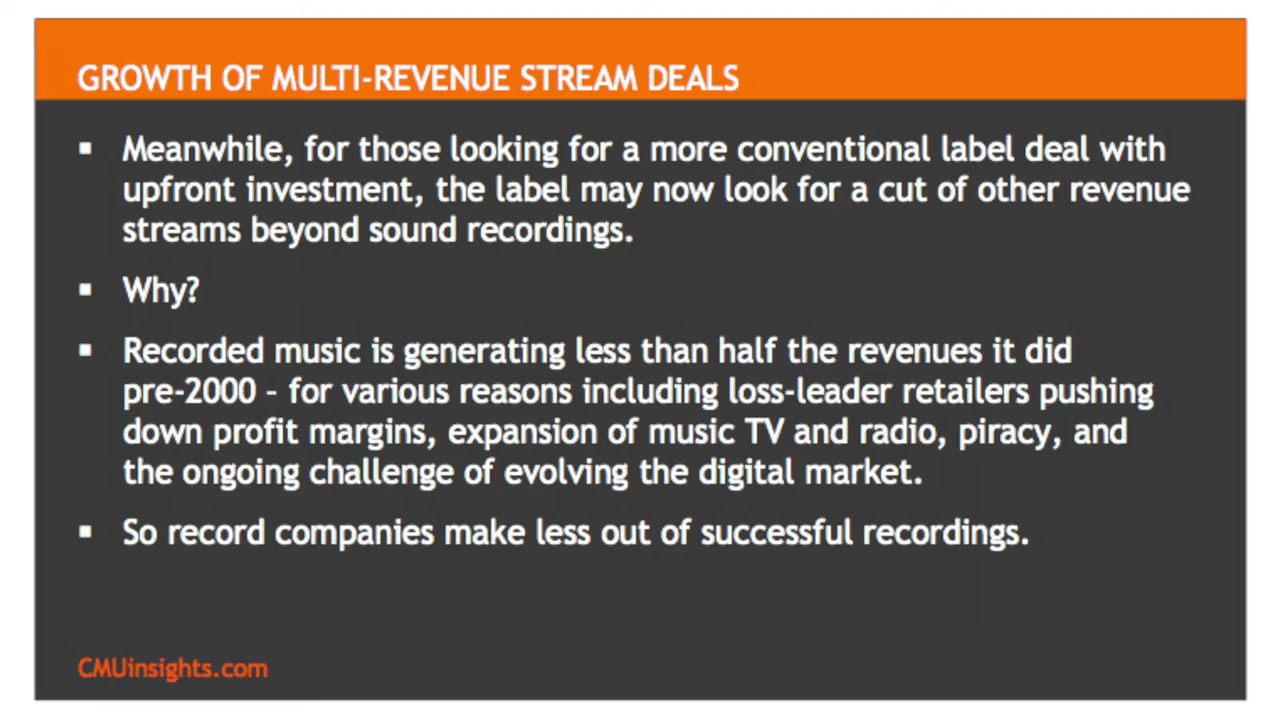 GROWTH OF MULTI-REVENUE STREAM DEALS
▪ Meanwhile, for those looking for a more conventional label deal with
upfront investment, the label may now look for a cut of other revenue
streams beyond sound recordings.
▪ Why?
▪ Recorded music is generating less than half the revenues it did
pre-2000 – for various reasons including loss-leader retailers pushing
down profit margins, expansion of music TV and radio, piracy, and
the ongoing challenge of evolving the digital market.
▪ So record companies make less out of successful recordings.
CMUinsights.com